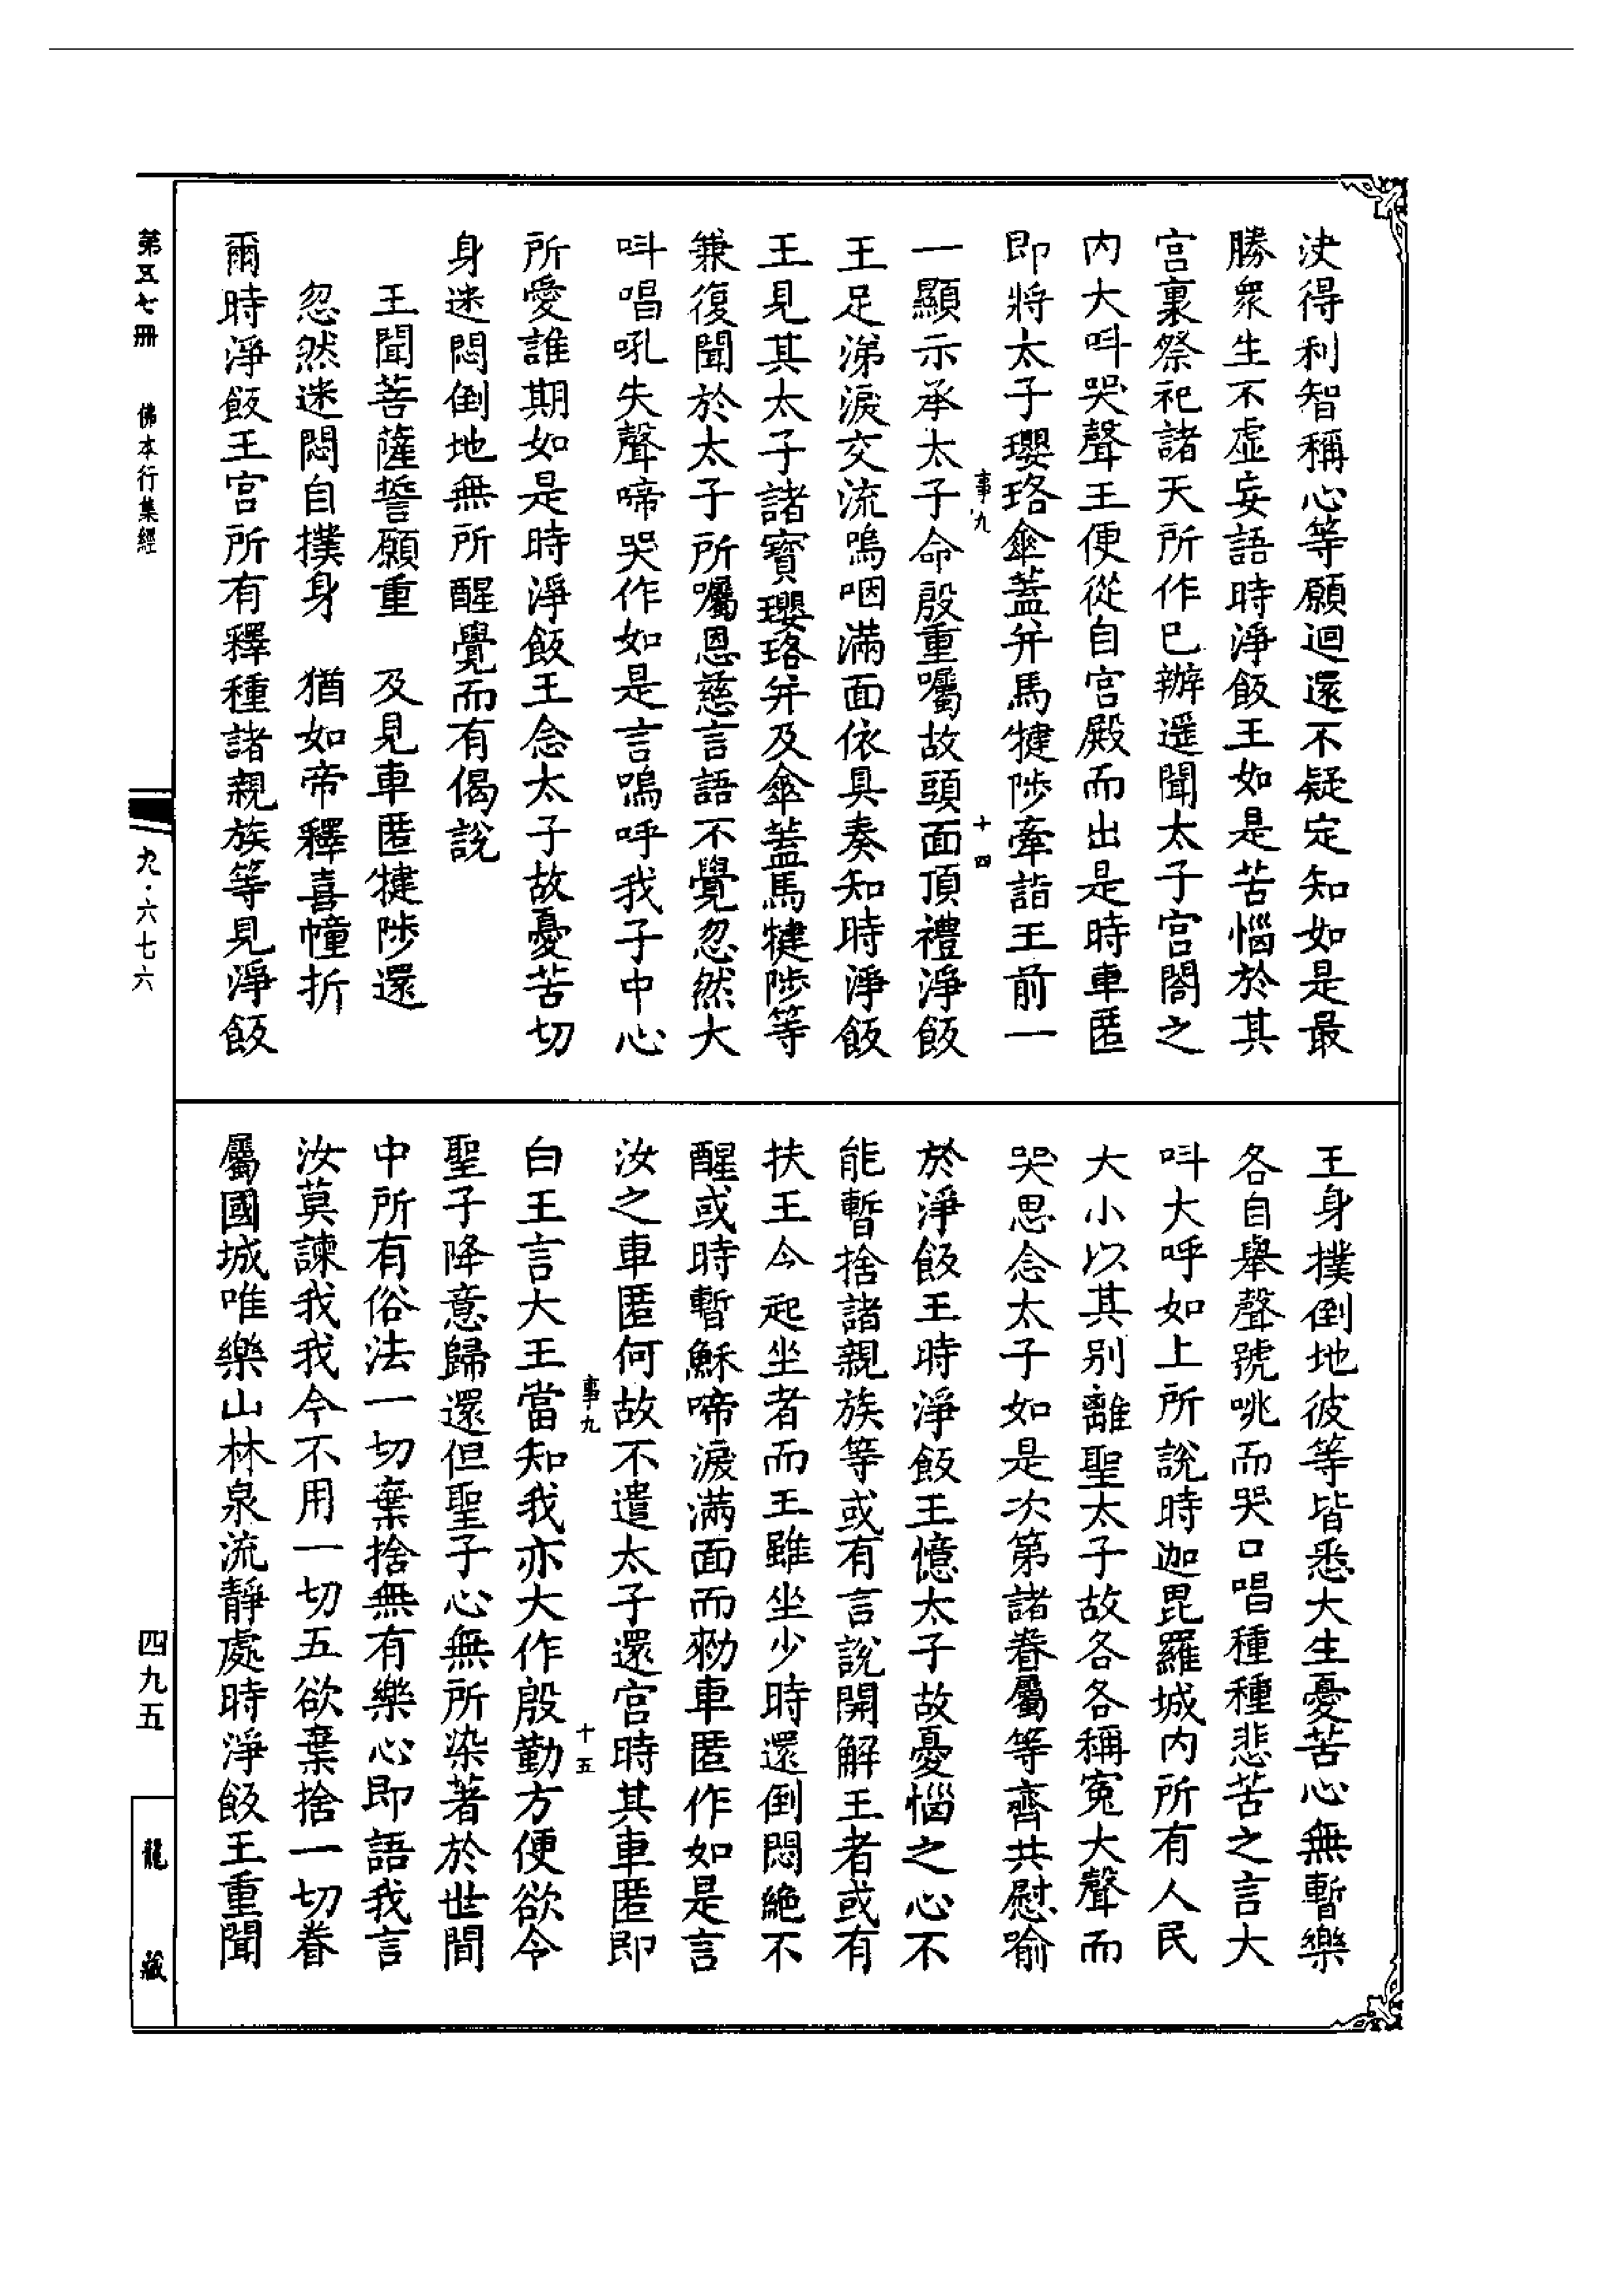 決得利智稱心等願迴還不疑定知如是最
勝眾生不虛妄語時淨飯王如是苦惱於其
宮裏祭祀諸天所作已辦遥聞太子宮閤之
内大呌哭聲王便從自宮殿而出是時車匿
即將太子瓔珞傘蓋并馬犍陟牽詣王前一
事九
十四
一顯示承太子命殷重囑故頭面頂禮淨飯
王足涕淚交流嗚咽滿面依具奏知時淨飯
王見其太子諸寶瓔珞并及傘蓋馬犍陟等
兼復聞於太子所囑恩慈言語不覺忽然大
呌唱吼失聲啼哭作如是言嗚呼我子中心
所愛誰期如是時淨飯王念太子故憂苦切
身迷悶倒地無所醒覺而有偈說
王聞菩薩誓願重　及見車匿犍陟還
忽然迷悶自撲身　猶如帝釋喜幢折
爾時淨飯王宮所有釋種諸親族等見淨飯
王身撲倒地彼等皆悉大生憂苦心無暫樂
各自舉聲號咷而哭口唱種種悲苦之言大
呌大呼如上所說時迦毘羅城内所有人民
大小以其别離聖太子故各各稱寃大聲而
哭思念太子如是次第諸眷屬等齊共慰喻
於淨飯王時淨飯王憶太子故憂惱之心不
能暫捨諸親族等或有言說開解王者或有
扶王令起坐者而王雖坐少時還倒悶絶不
醒或時暫穌啼淚滿面而勑車匿作如是言
汝之車匿何故不遣太子還宮時其車匿即
事九
十五
白王言大王當知我亦大作殷勤方便欲令
聖子降意歸還但聖子心無所染著於世間
中所有俗法一切棄捨無有樂心即語我言
汝莫諫我我今不用一切五欲棄捨一切眷
屬國城唯樂山林泉流靜處時淨飯王重聞
第五七冊　佛本行集經
九·六七六
四九五
龍藏